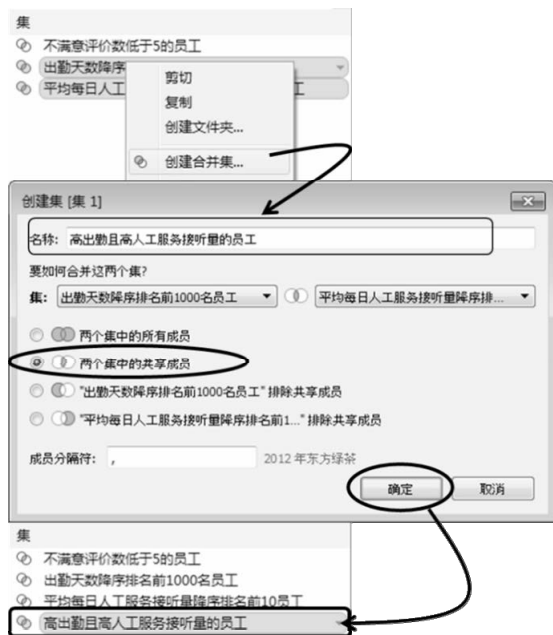 集
不满意评价数低于5的员工
出勤天数降序
平均每日人工
工
剪切
复制
创建文件夹...
创建合并集...
创建集 [集 1]
名称: 高出勤且高人工服务接听量的员工
要如何合并这两个集?
集: 出勤天数降序排名前1000名员工 平均每日人工服务接听量降序排...
两个集中的所有成员
两个集中的共享成员
"出勤天数降序排名前1000名员工" 排除共享成员
"平均每日人工服务接听量降序排名前1..." 排除共享成员
成员分隔符: , 2012 年东方绿茶
确定 取消
集
不满意评价数低于5的员工
出勤天数降序排名前1000名员工
平均每日人工服务接听量降序排名前10员工
高出勤且高人工服务接听量的员工